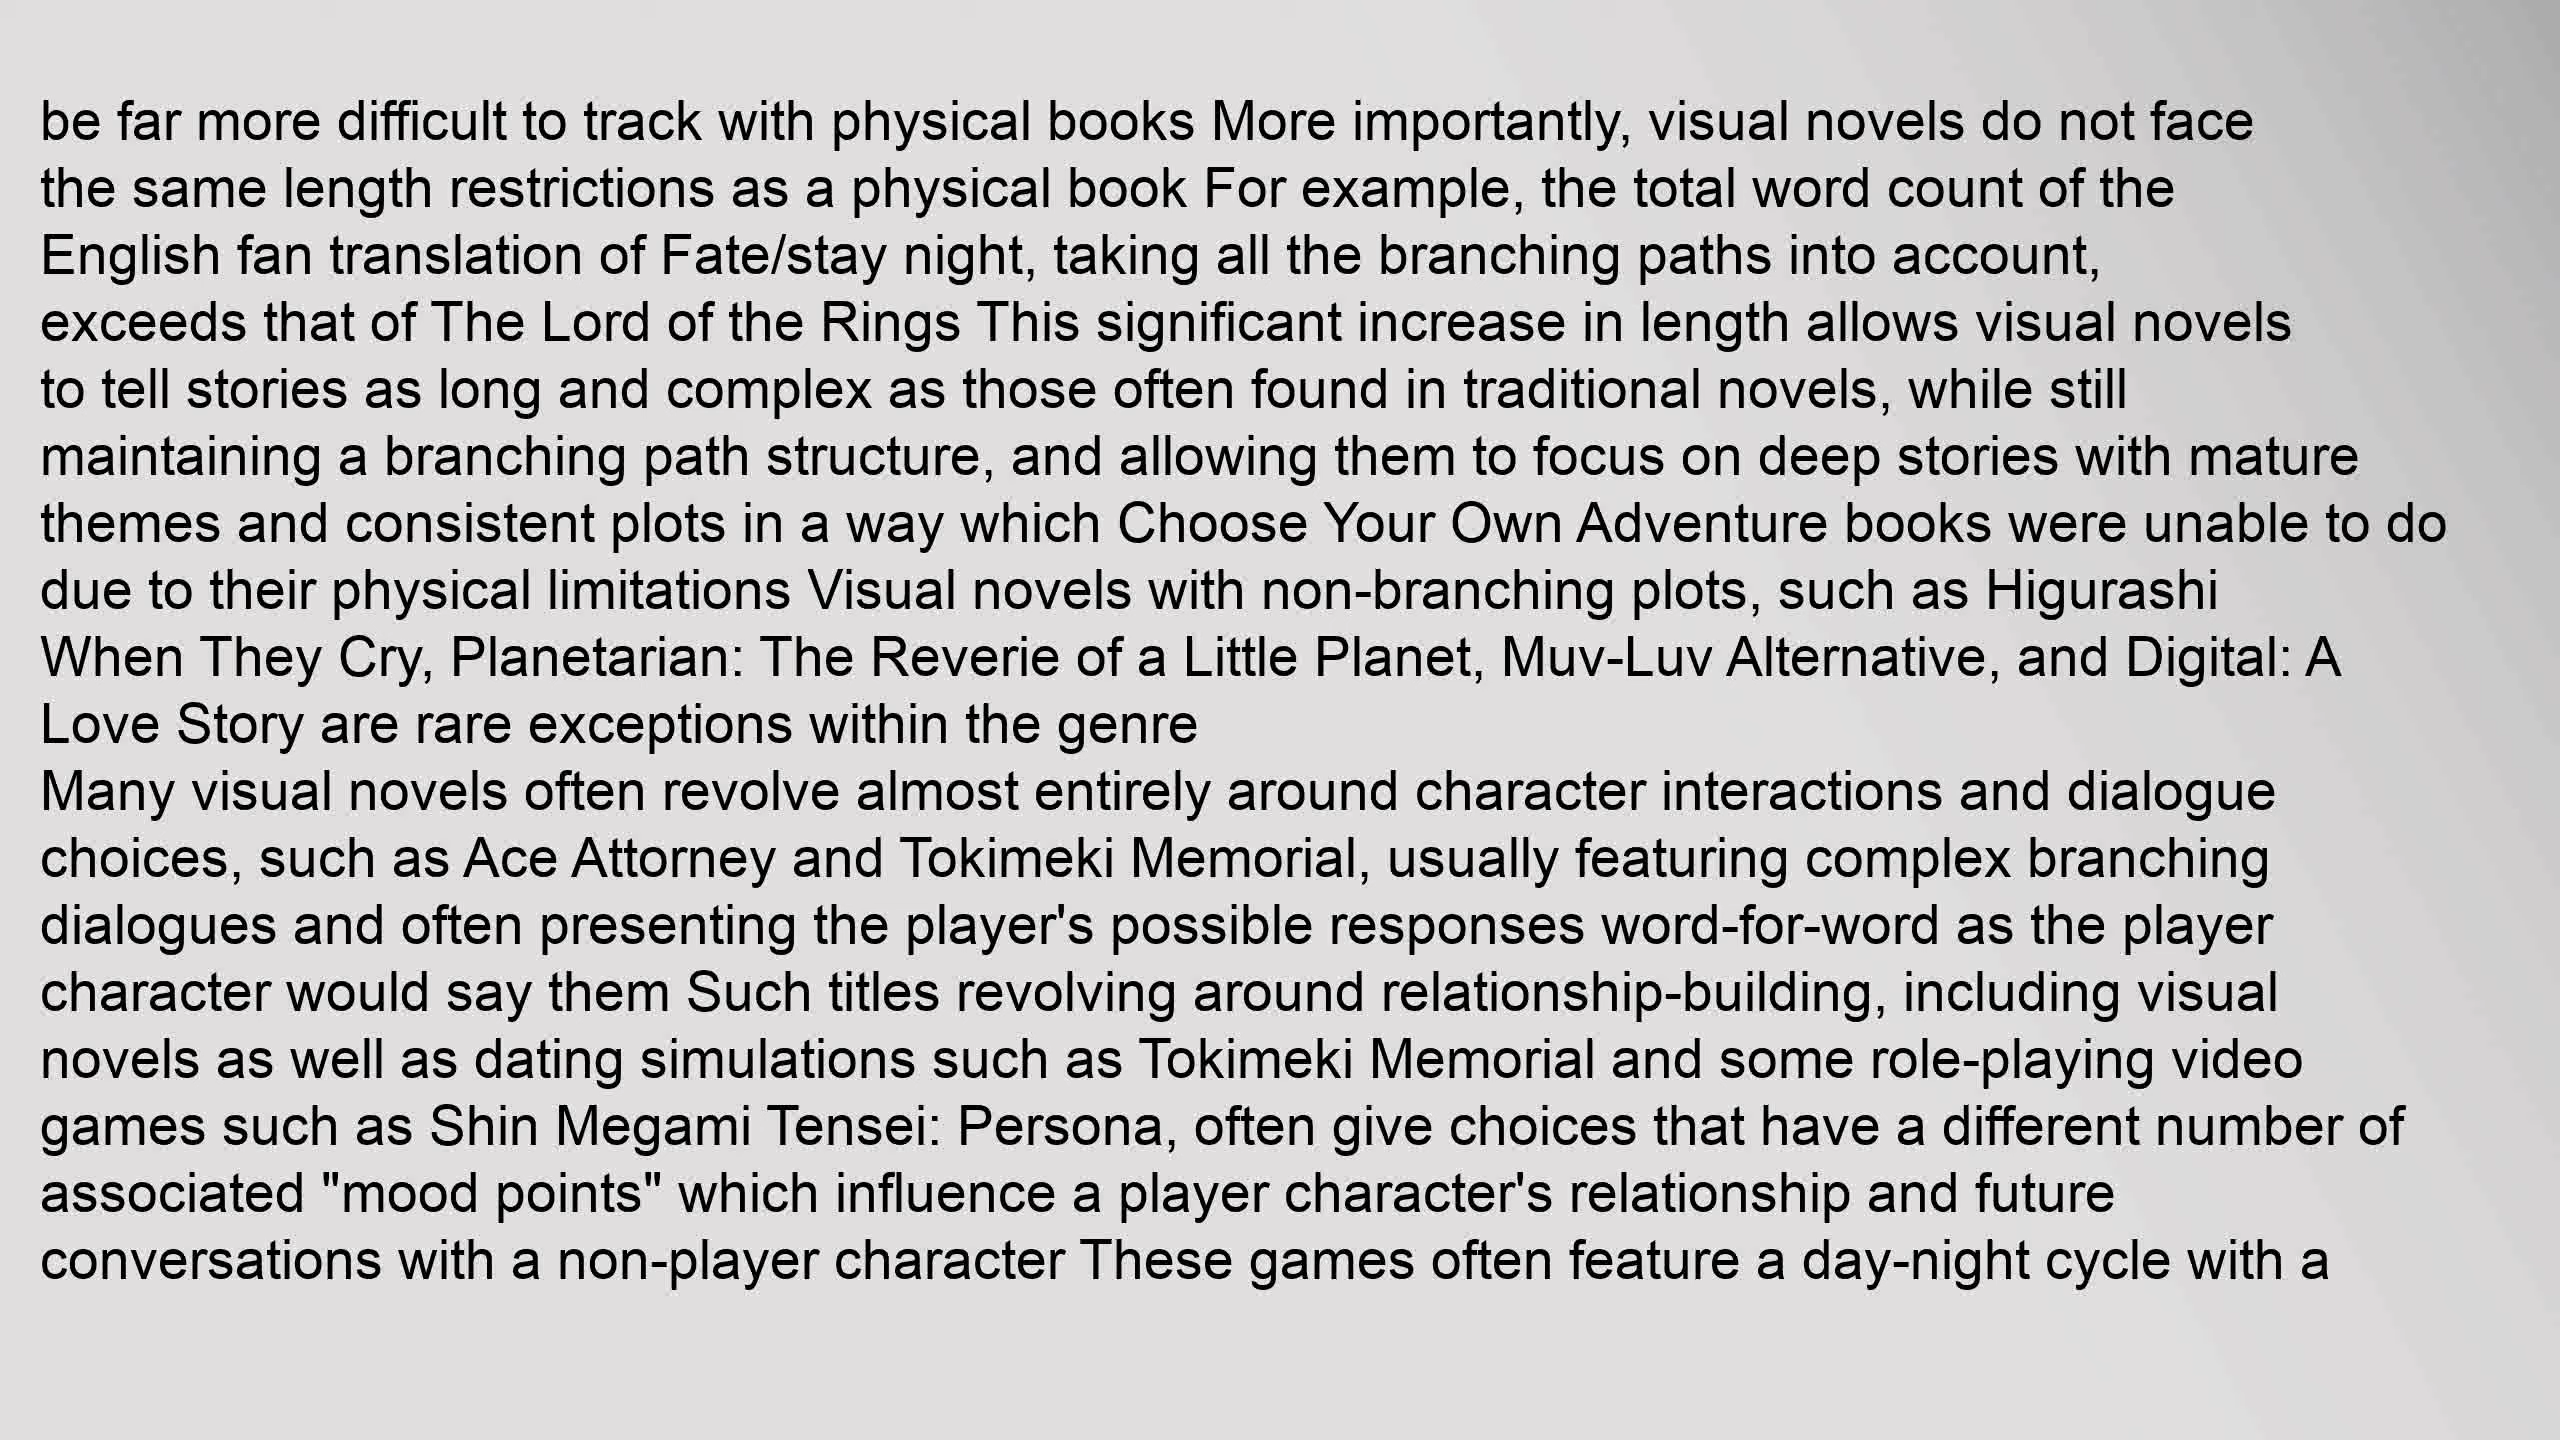 be far more difficult to track with physical books More importantly, visual novels do not face
the same length restrictions as a physical book For example, the total word count of the
English fan translation of Fate/stay night, taking all the branching paths into account,
exceeds that of The Lord of the Rings This significant increase in length allows visual novels
to tell stories as long and complex as those often found in traditional novels, while still
maintaining a branching path structure, and allowing them to focus on deep stories with mature
themes and consistent plots in a way which Choose Your Own Adventure books were unable to do
due to their physical limitations Visual novels with non-branching plots, such as Higurashi
When They Cry, Planetarian: The Reverie of a Little Planet, Muv-Luv Alternative, and Digital: A
Love Story are rare exceptions within the genre
Many visual novels often revolve almost entirely around character interactions and dialogue
choices, such as Ace Attorney and Tokimeki Memorial, usually featuring complex branching
dialogues and often presenting the player's possible responses word-for-word as the player
character would say them Such titles revolving around relationship-building, including visual
novels as well as dating simulations such as Tokimeki Memorial and some role-playing video
games such as Shin Megami Tensei: Persona, often give choices that have a different number of
associated "mood points" which influence a player character's relationship and future
conversations with a non-player character These games often feature a day-night cycle with a